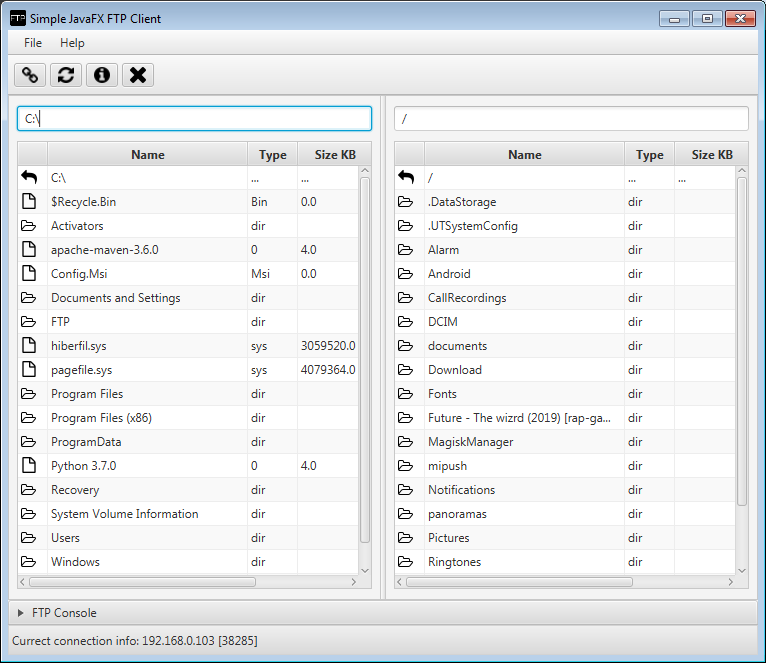 FTP Simple JavaFX FTP Client
File Help
C:\
Name Type Size KB
C:\ ... ...
$Recycle.Bin Bin 0.0
Activators dir
apache-maven-3.6.0 0 4.0
Config.Msi Msi 0.0
Documents and Settings dir
FTP dir
hiberfil.sys sys 3059520.0
pagefile.sys sys 4079364.0
Program Files dir
Program Files (x86) dir
ProgramData dir
Python 3.7.0 0 4.0
Recovery dir
System Volume Information dir
Users dir
Windows dir
/
Name Type Size KB
/ ... ...
.DataStorage dir
.UTSystemConfig dir
Alarm dir
Android dir
CallRecordings dir
DCIM dir
documents dir
Download dir
Fonts dir
Future - The wizrd (2019) [rap-ga... dir
MagiskManager dir
mipush dir
Notifications dir
panoramas dir
Pictures dir
Ringtones dir
FTP Console
Currect connection info: 192.168.0.103 [38285]